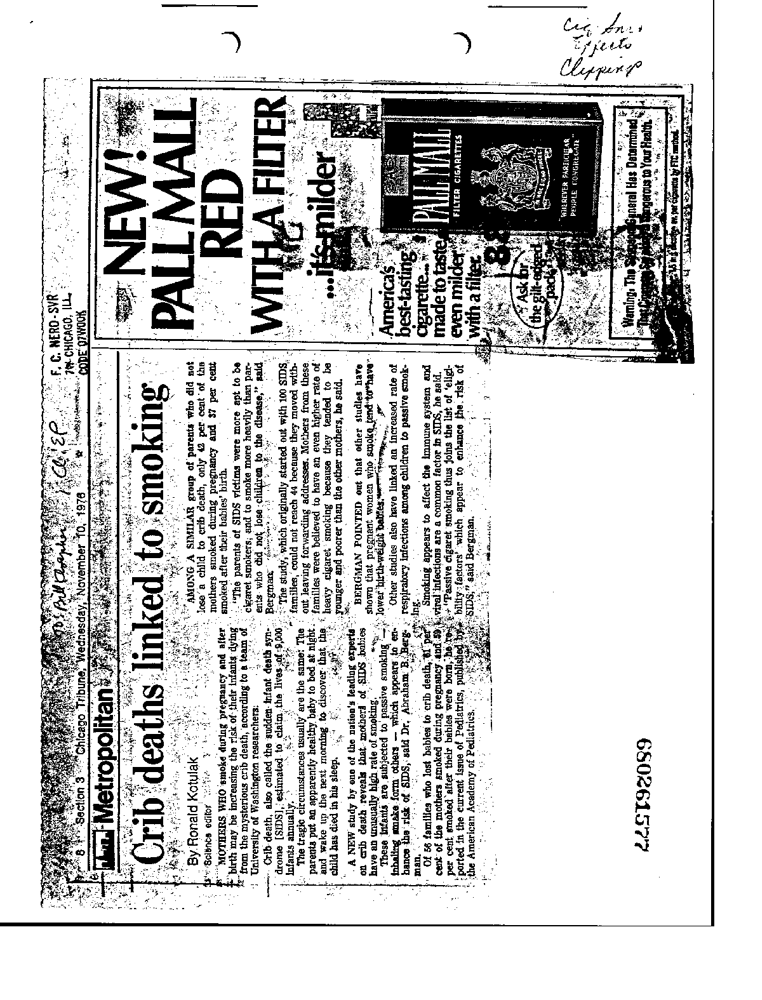 Cig
Effects
Clippings
To Bill
F. C. NERO-SVR
CHICAGO, ILL
8 Section 3 Chicago Tribune, Wednesday, November 10, 1976
Metropolitan
Crib deaths linked to smoking
By Ronald Kotulak
Science editor
MOTHERS WHO smoke during pregnancy and after
birth may be increasing the risk of their infants dying
from the mysterious crib death, according to a team of
University of Washington researchers.
Crib death, also called the sudden infant death syn-
drome [SIDS], estimated to claim the lives of 9,000
infants annually.
The tragic circumstances usually are the same: The
parents put an apparently healthy baby to bed at night
and wake up the next morning to discover that the
child has died in his sleep.
A NEW study by one of the nation's leading experts
on crib death reveals that mothers of SIDS babies
have an unusually high rate of smoking.
These infants are subjected to passive smoking —
inhaling smoke form others — which appears to en-
hance the risk of SIDS, said Dr. Abraham B. Berg-
man.
Of 56 families who lost babies to crib death, 61 per
cent of the mothers smoked during pregnancy and 59
per cent smoked after their babies were born, he re-
ported in the current issue of Pediatrics, published by
the American Academy of Pediatrics.
AMONG A SIMILAR group of parents who did not
lose a child to crib death, only 42 per cent of the
mothers smoked during pregnancy and 37 per cent
smoked after their babies' birth.
"The parents of SIDS victims were more apt to be
cigaret smokers, and to smoke more heavily than par-
ents who did not lose children to the disease," said
Bergman.
The study, which originally started out with 100 SIDS
families, could not reach 44 because they moved with-
out leaving forwarding addresses. Mothers from these
families were believed to have an even higher rate of
heavy cigaret smoking because they tended to be
younger and poorer than the other mothers, he said.
BERGMAN POINTED out that other studies have
shown that pregnant women who smoke tend to have
lower birth-weight babies.
Other studies also have linked an increased rate of
respiratory infections among children to passive smok-
ing.
Smoking appears to affect the immune system and
viral infections are a common factor in SIDS, he said.
"Passive cigaret smoking thus joins the list of 'eligi-
bility' factors which appear to enhance the risk of
SIDS," said Bergman.
NEW!
PALL MALL
RED
WITH A FILTER
...it's milder
America's
best-tasting
cigarette...
made to taste
even milder
with a filter.
Ask for
the gilt-edged
pack
PALL MALL
FILTER CIGARETTES
WHEREVER PARTICULAR
PEOPLE CONGREGATE
Warning: The Surgeon General Has Determined
That Cigarette Smoking Is Dangerous to Your Health.
680261577